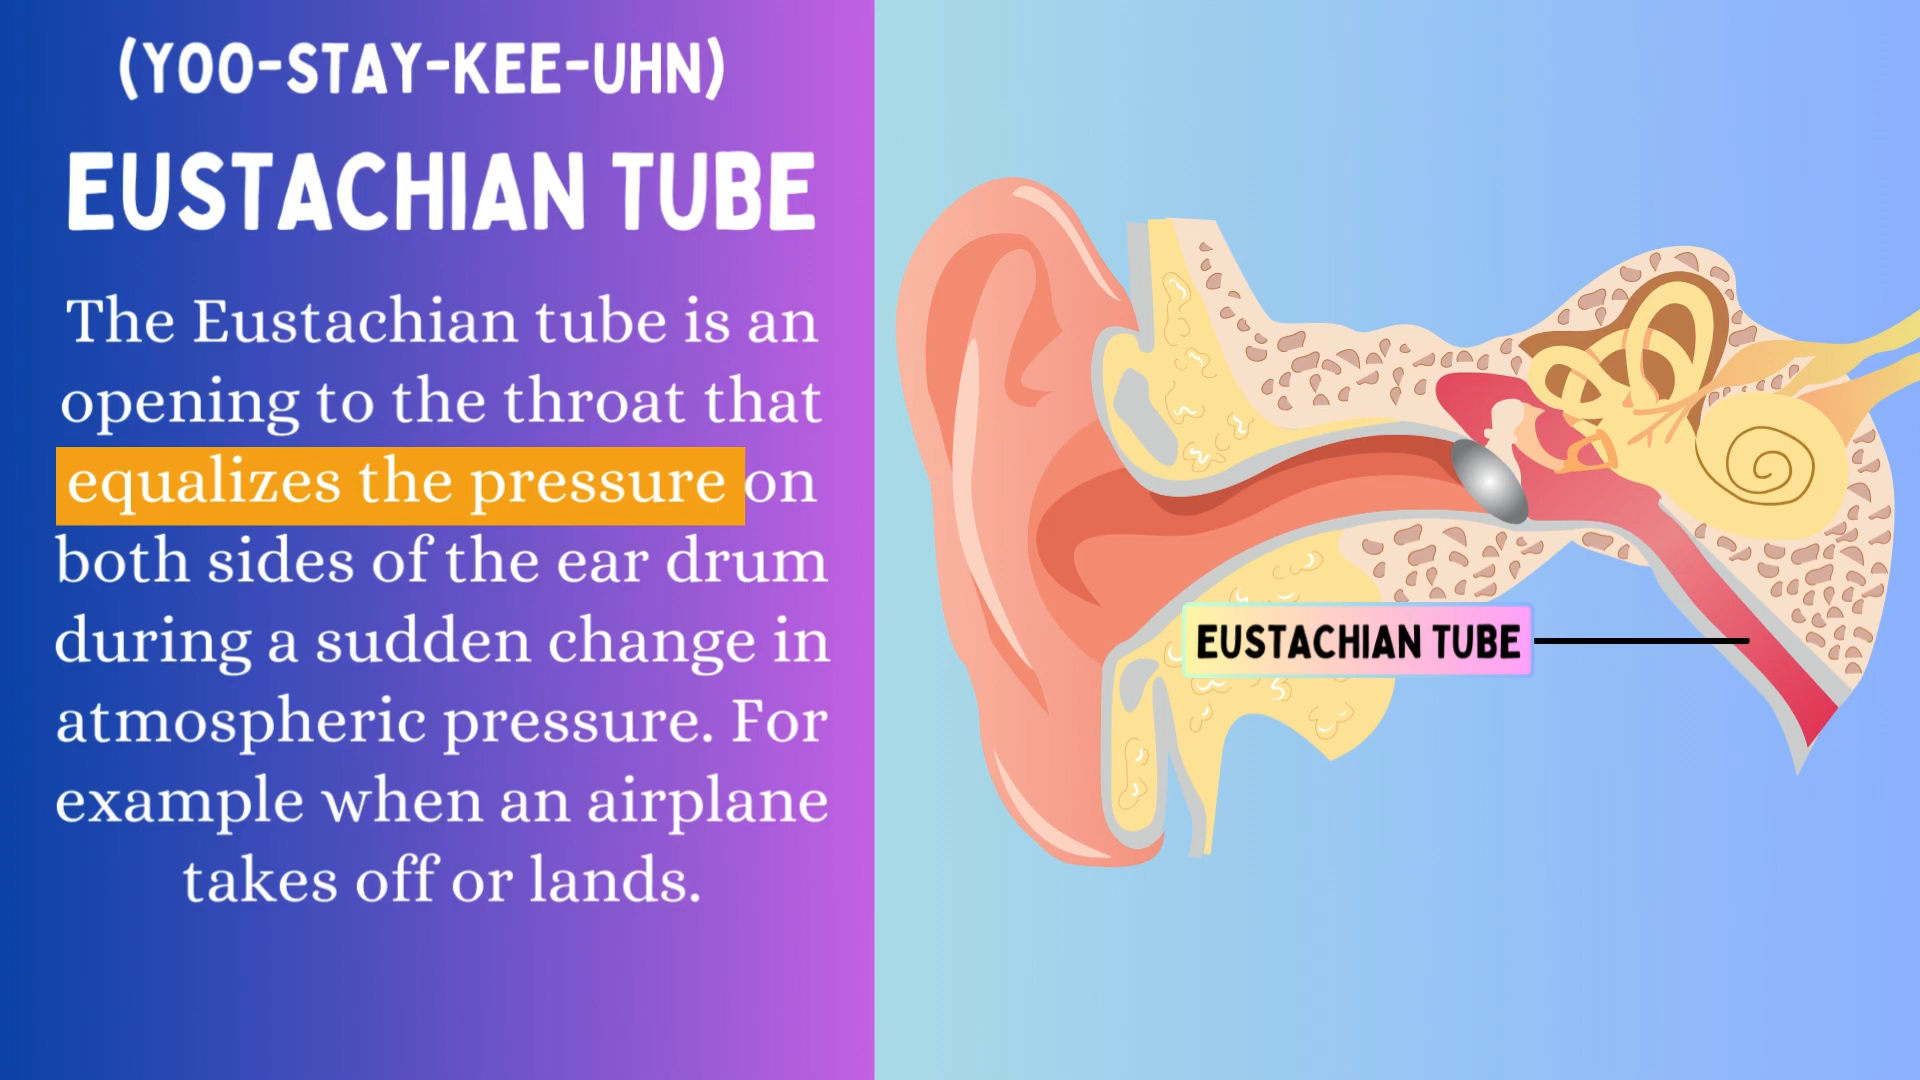 (YOO-STAY-KEE-UHN)
EUSTACHIAN TUBE
The Eustachian tube is an
opening to the throat that
equalizes the pressure on
both sides of the ear drum
during a sudden change in
atmospheric pressure. For
example when an airplane
takes off or lands.
EUSTACHIAN TUBE